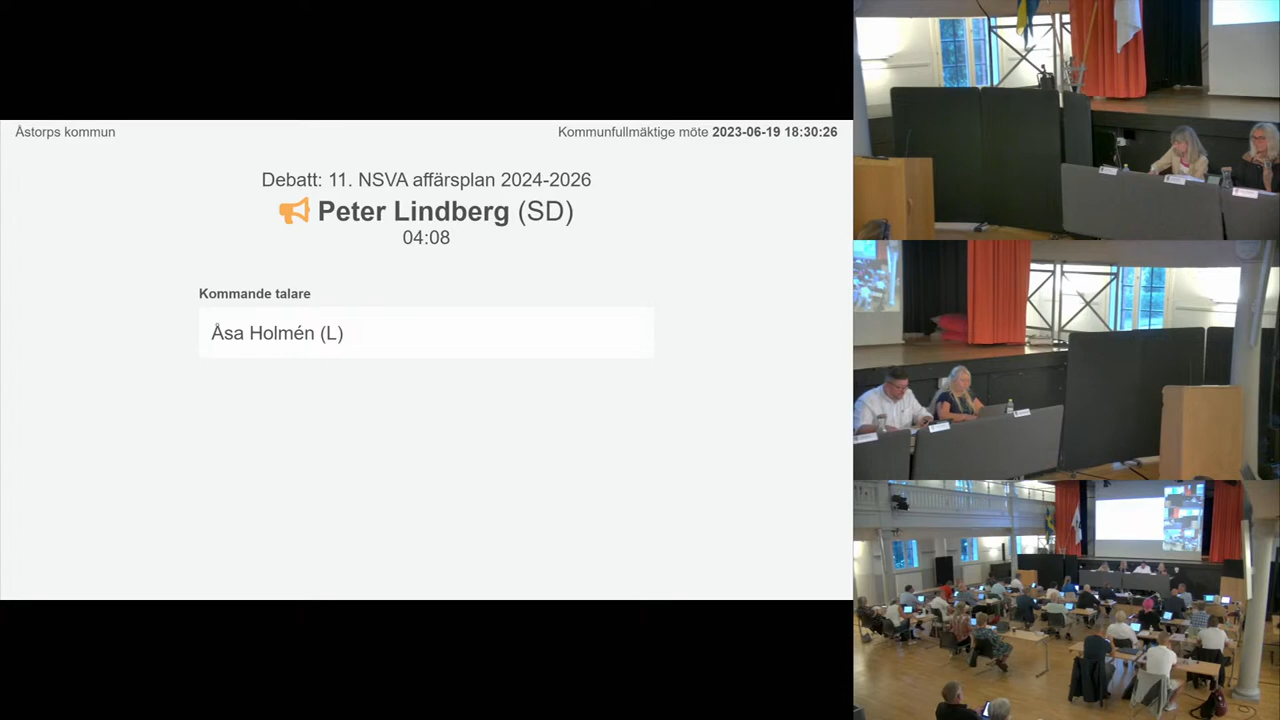 Åstorps kommun
Kommunfullmäktige möte 2023-06-19 18:30:26
Debatt: 11. NSVA affärsplan 2024-2026
Peter Lindberg (SD)
04:08
Kommande talare
Åsa Holmén (L)